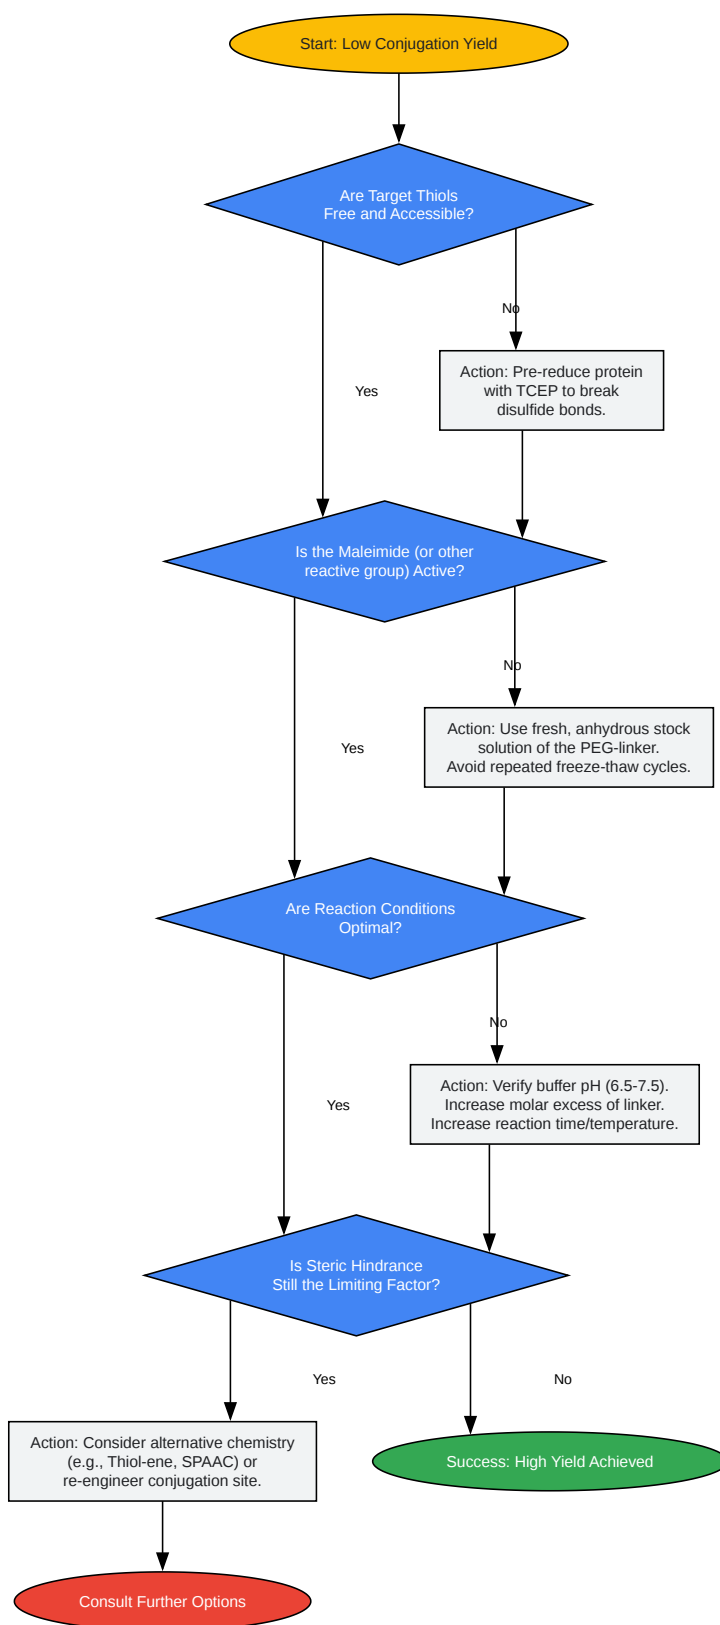 Start: Low Conjugation Yield
Are Target Thiols
Free and Accessible?
No
Yes
Action: Pre-reduce protein
with TCEP to break
disulfide bonds.
Is the Maleimide (or other
reactive group) Active?
No
Yes
Action: Use fresh, anhydrous stock
solution of the PEG-linker.
Avoid repeated freeze-thaw cycles.
Are Reaction Conditions
Optimal?
No
Yes
Action: Verify buffer pH (6.5-7.5).
Increase molar excess of linker.
Increase reaction time/temperature.
Is Steric Hindrance
Still the Limiting Factor?
Yes
No
Action: Consider alternative chemistry
(e.g., Thiol-ene, SPAAC) or
re-engineer conjugation site.
Success: High Yield Achieved
Consult Further Options